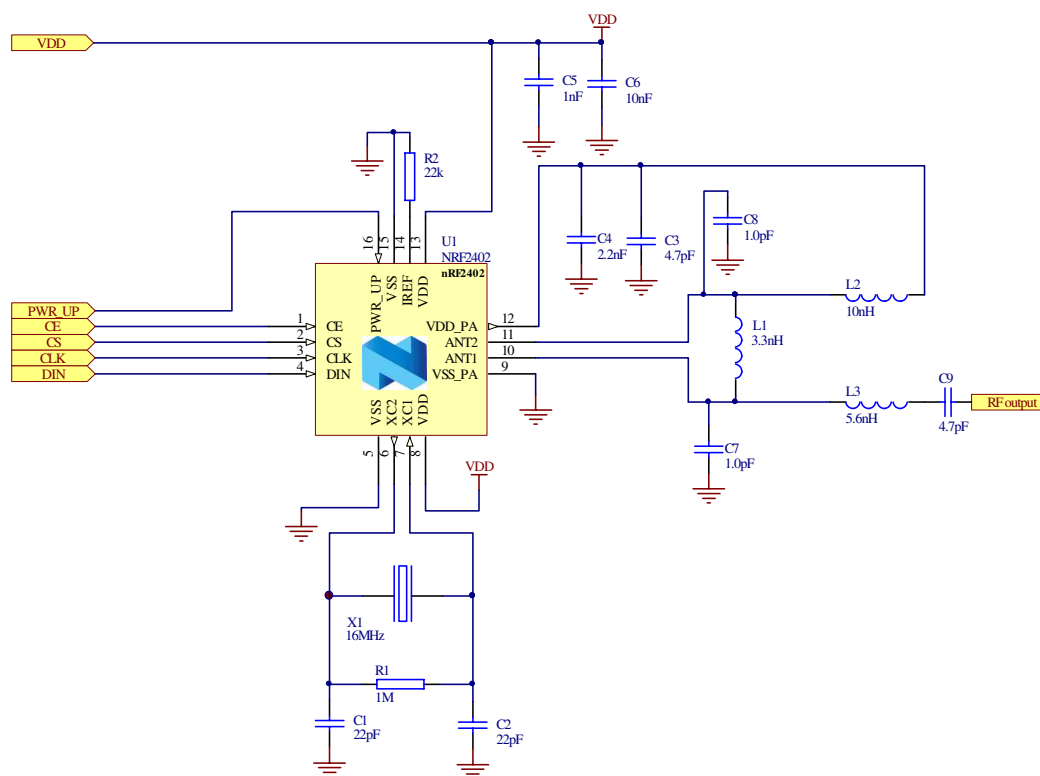 VDD
VDD
C5
1nF
C6
10nF
R2
22k
C8
1.0pF
C4
2.2nF
C3
4.7pF
16
15
14
13
U1
NRF2402
nRF2402
PWR_UP
VSS
IREF
VDD
L2
10nH
PWR_UP
CE
CS
CLK
DIN
1
2
3
4
CE
CS
CLK
DIN
VDD_PA
ANT2
ANT1
VSS_PA
12
11
10
9
L1
3.3nH
L3
5.6nH
C9
4.7pF
RF output
VSS
XC2
XC1
VDD
5
6
7
8
C7
1.0pF
VDD
X1
16MHz
R1
1M
C1
22pF
C2
22pF